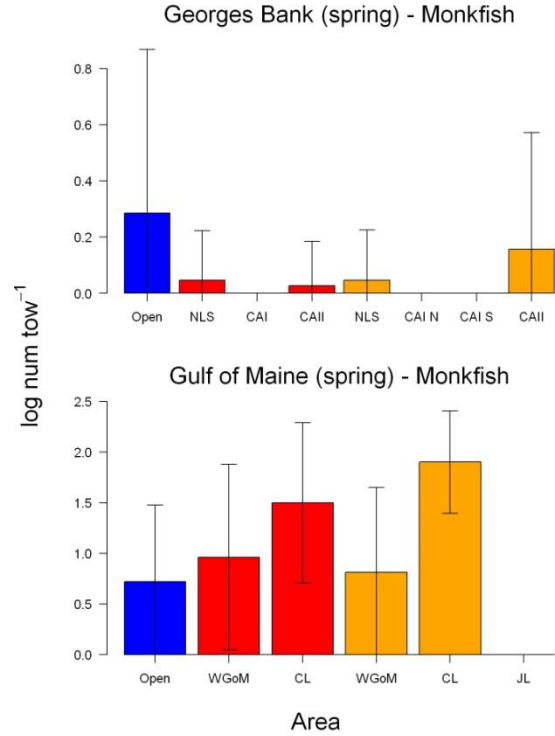 Georges Bank (spring) - Monkfish
0.8
0.6
0.4
0.2
0.0
Open NLS CAI CAII NLS CAI N CAI S CAII
log num tow⁻¹
Gulf of Maine (spring) - Monkfish
2.5
2.0
1.5
1.0
0.5
0.0
Open WGoM CL WGoM CL JL
Area